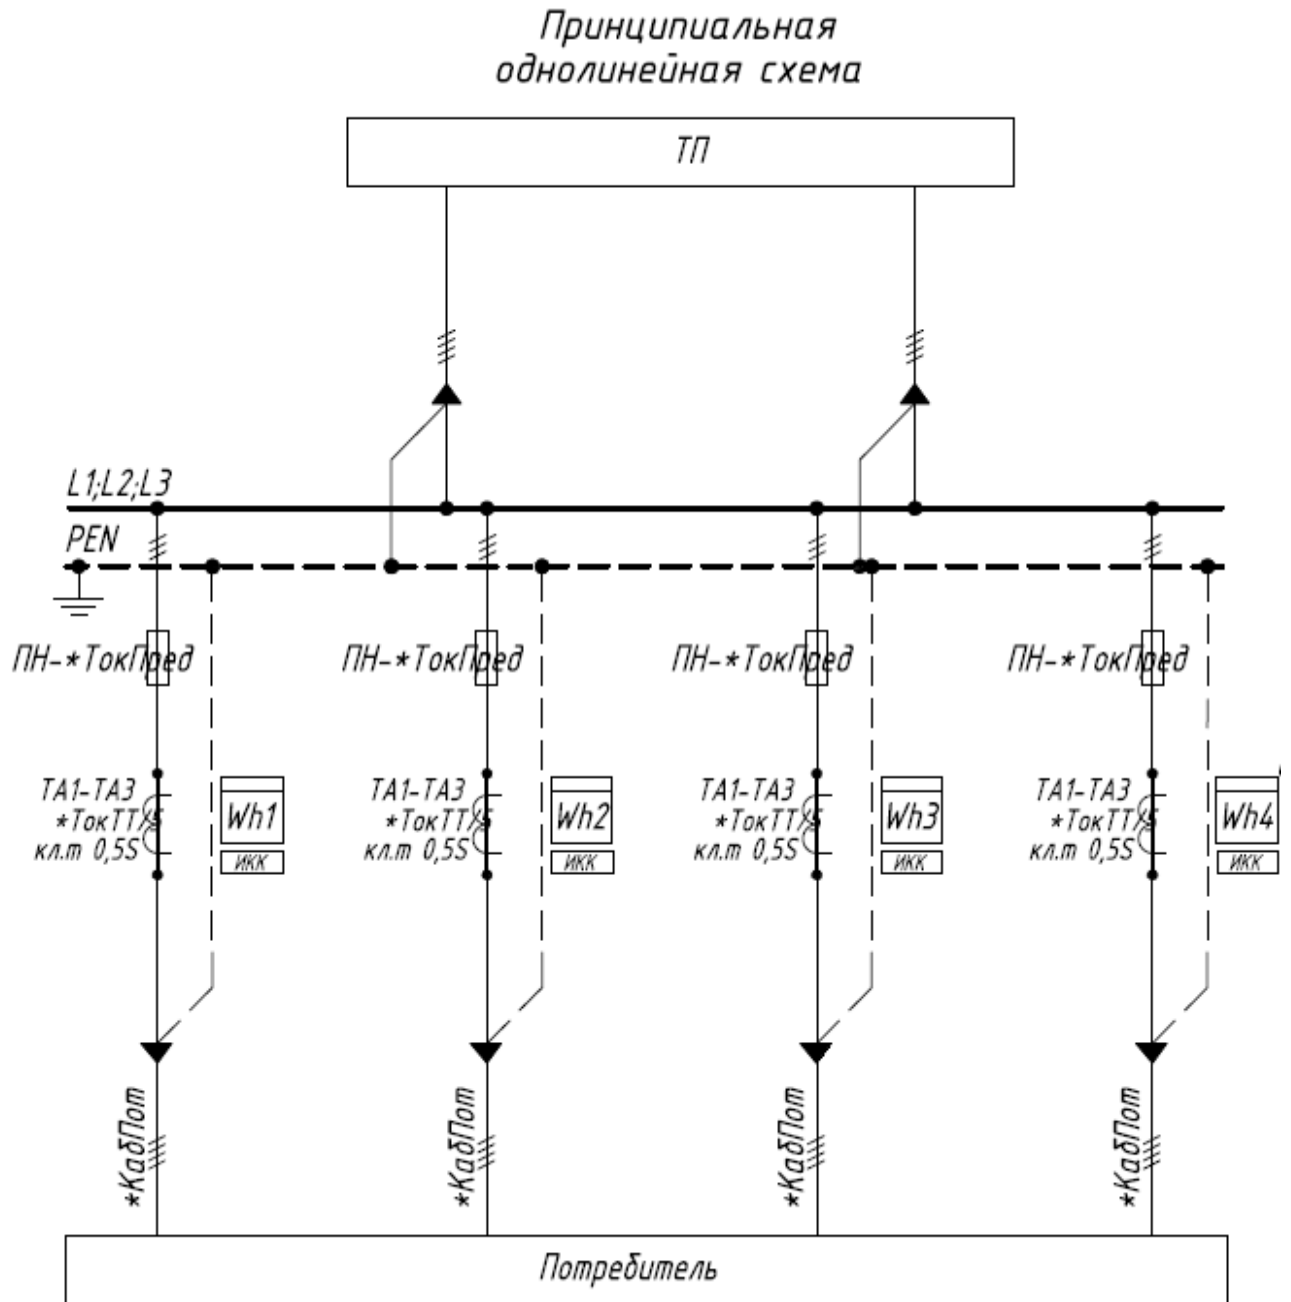 Принципиальная
однолинейная схема
ТП
L1;L2;L3
PEN
ПН-*ТокПред
ПН-*ТокПред
ПН-*ТокПред
ПН-*ТокПред
ТА1-ТА3
*ТокТТ/5
кл.т 0,5S
Wh1
ИКК
ТА1-ТА3
*ТокТТ/5
кл.т 0,5S
Wh2
ИКК
ТА1-ТА3
*ТокТТ/5
кл.т 0,5S
Wh3
ИКК
ТА1-ТА3
*ТокТТ/5
кл.т 0,5S
Wh4
ИКК
*КабПот
*КабПот
*КабПот
*КабПот
Потребитель